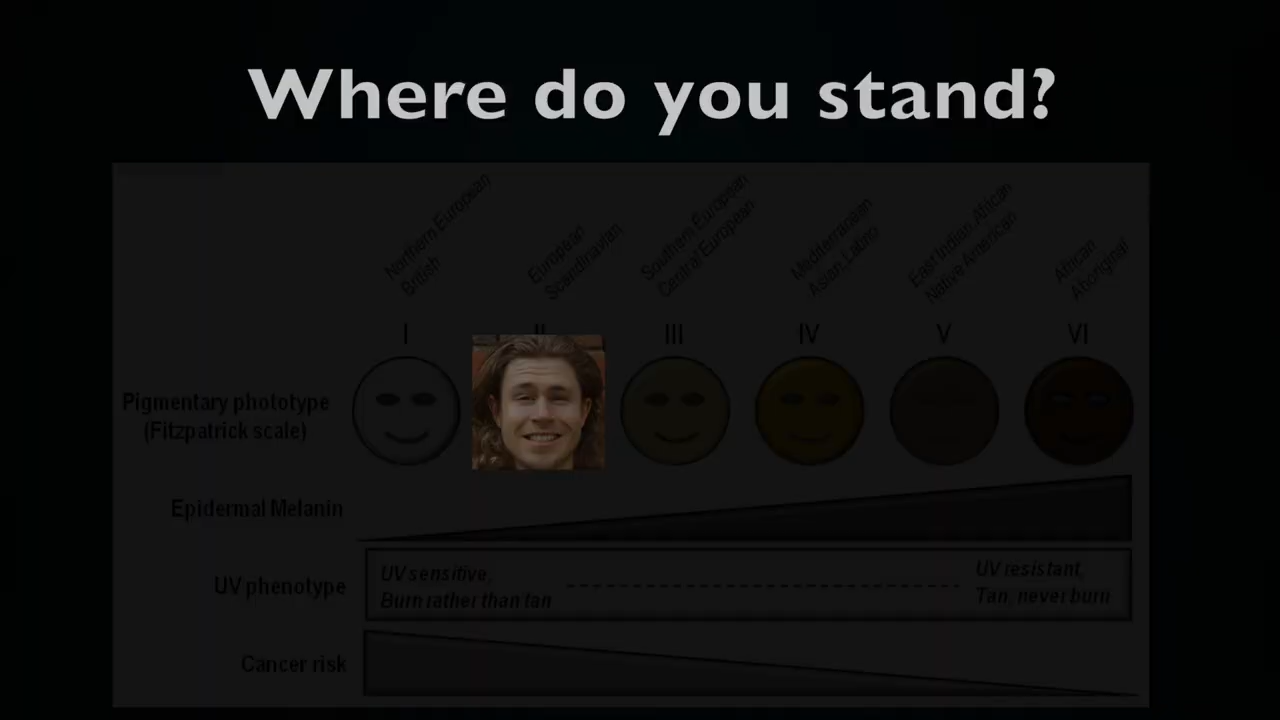 Where do you stand?
Northern European
British
European
Scandinavian
Southern European
Central European
Mediterranean
Asian, Latino
East Indian, African
Native American
African
Aboriginal
I
II
III
IV
V
VI
Pigmentary phototype
(Fitzpatrick scale)
Epidermal Melanin
UV phenotype
UV sensitive,
Burn rather than tan
UV resistant,
Tan, never burn
Cancer risk